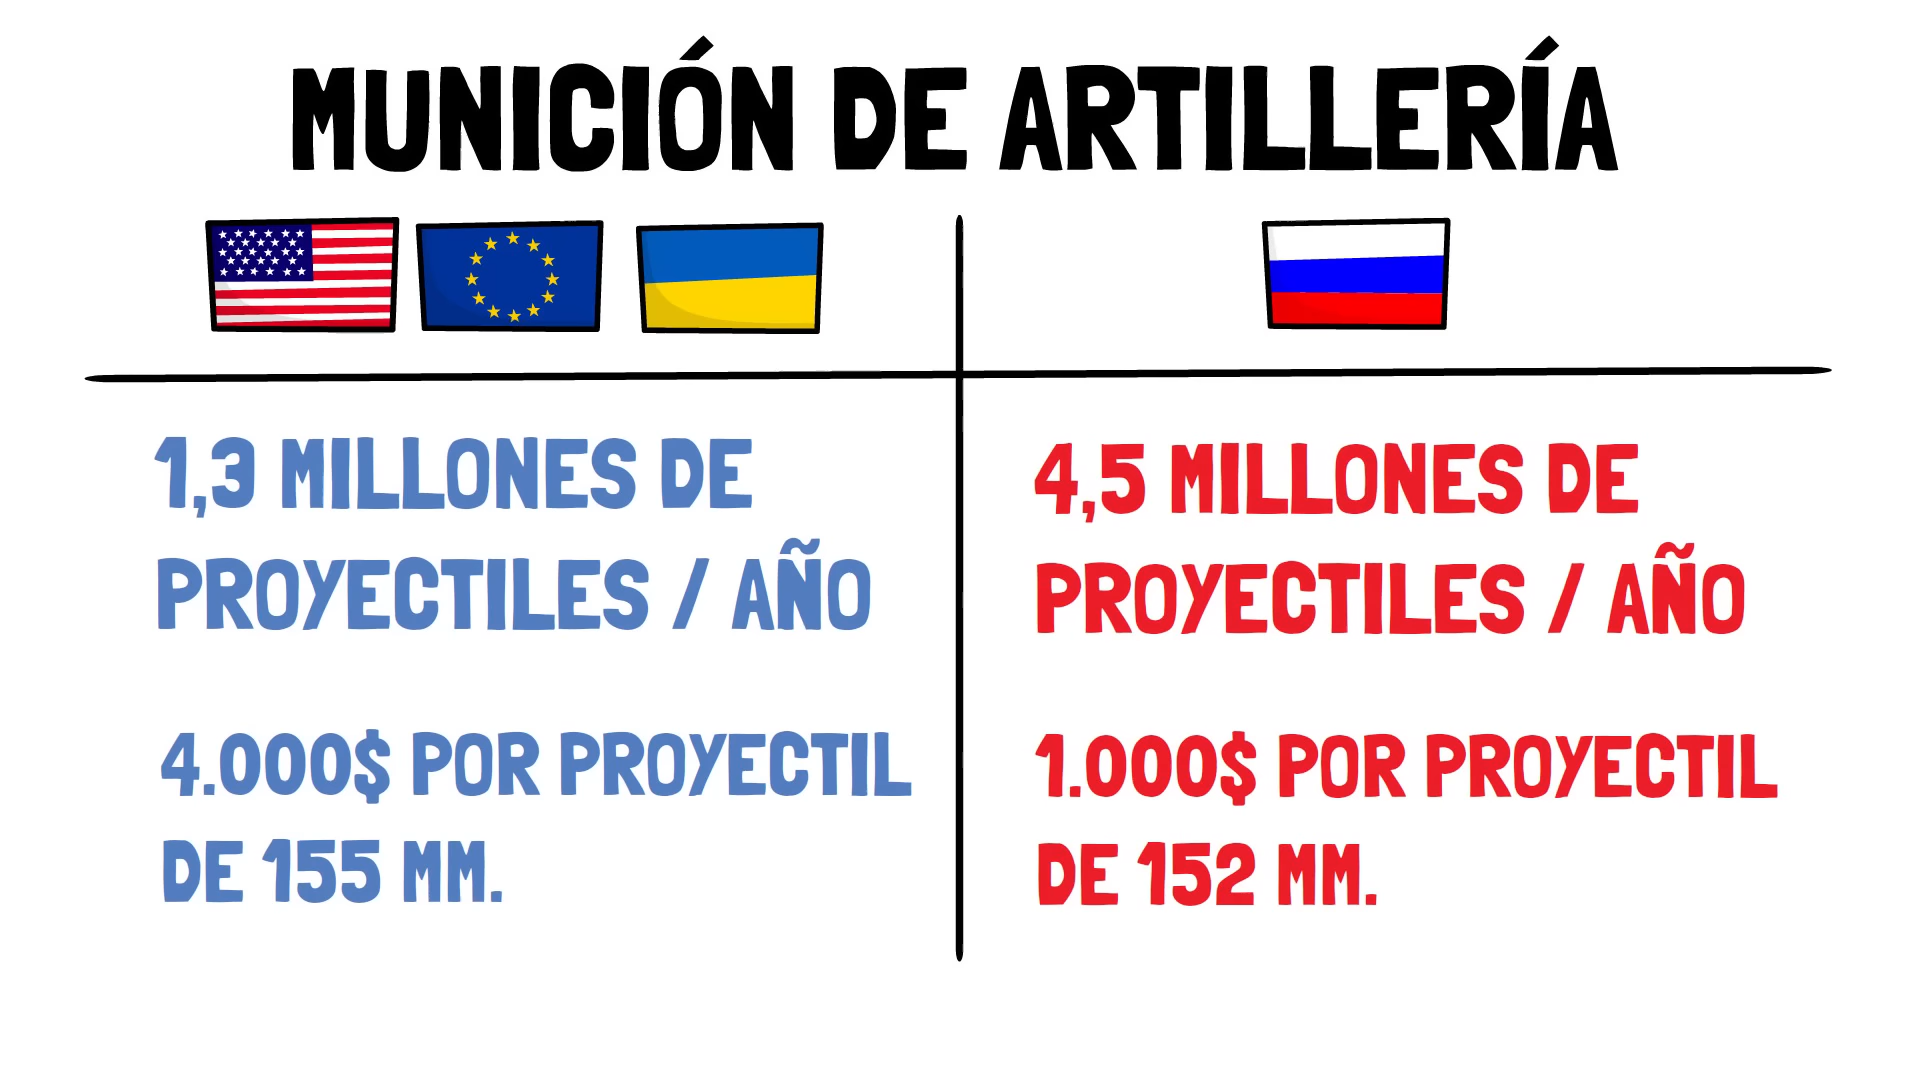 MUNICIÓN DE ARTILLERÍA
1,3 MILLONES DE
PROYECTILES / AÑO
4.000$ POR PROYECTIL
DE 155 MM.
4,5 MILLONES DE
PROYECTILES / AÑO
1.000$ POR PROYECTIL
DE 152 MM.